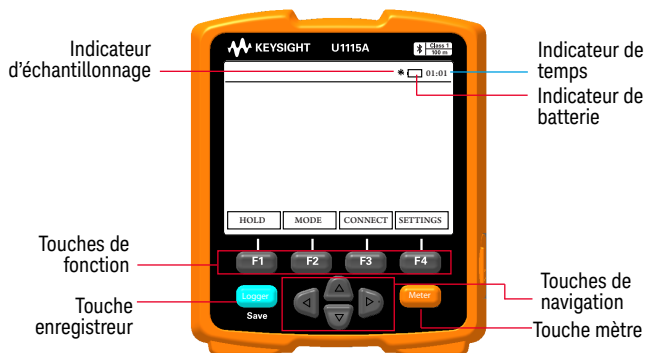 Indicateur
d'échantillonnage
KEYSIGHT U1115A
Class 1
100 m
01:01
Indicateur de
temps
Indicateur de
batterie
HOLD MODE CONNECT SETTINGS
Touches de
fonction
F1 F2 F3 F4
Touche
enregistreur
Logger
Save
Meter
Touches de
navigation
Touche mètre